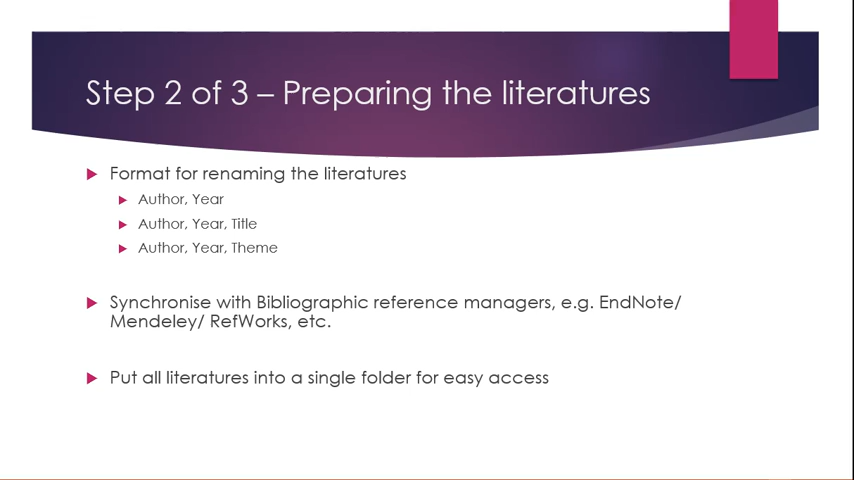 Step 2 of 3 – Preparing the literatures
Format for renaming the literatures
Author, Year
Author, Year, Title
Author, Year, Theme
Synchronise with Bibliographic reference managers, e.g. EndNote/
Mendeley/ RefWorks, etc.
Put all literatures into a single folder for easy access